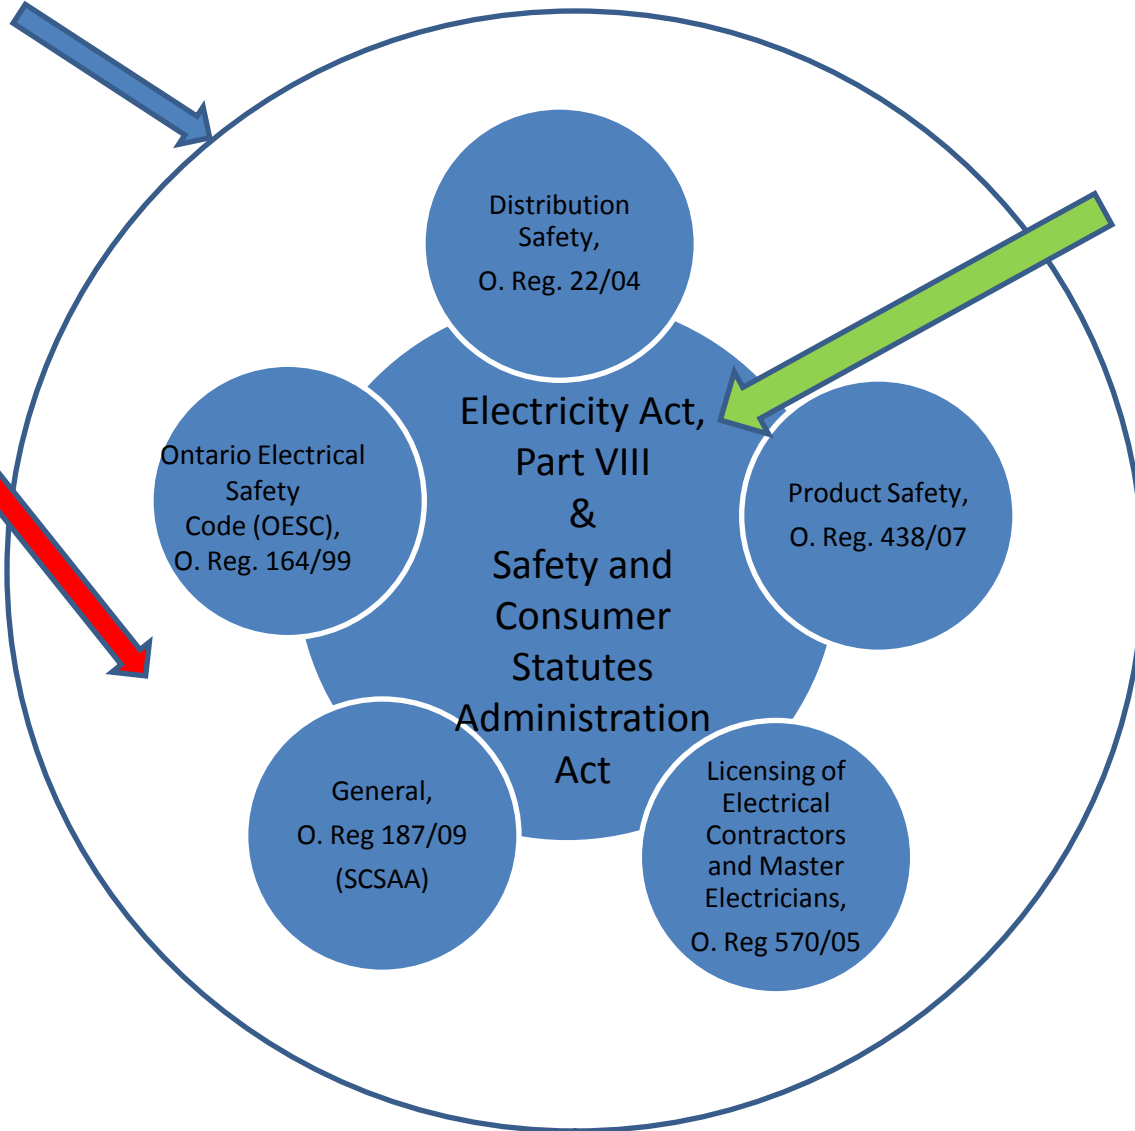 Distribution
Safety,
O. Reg. 22/04
Electricity Act,
Part VIII
&
Safety and
Consumer
Statutes
Administration
Act
Ontario Electrical
Safety
Code (OESC),
O. Reg. 164/99
Product Safety,
O. Reg. 438/07
General,
O. Reg 187/09
(SCSAA)
Licensing of
Electrical
Contractors
and Master
Electricians,
O. Reg 570/05